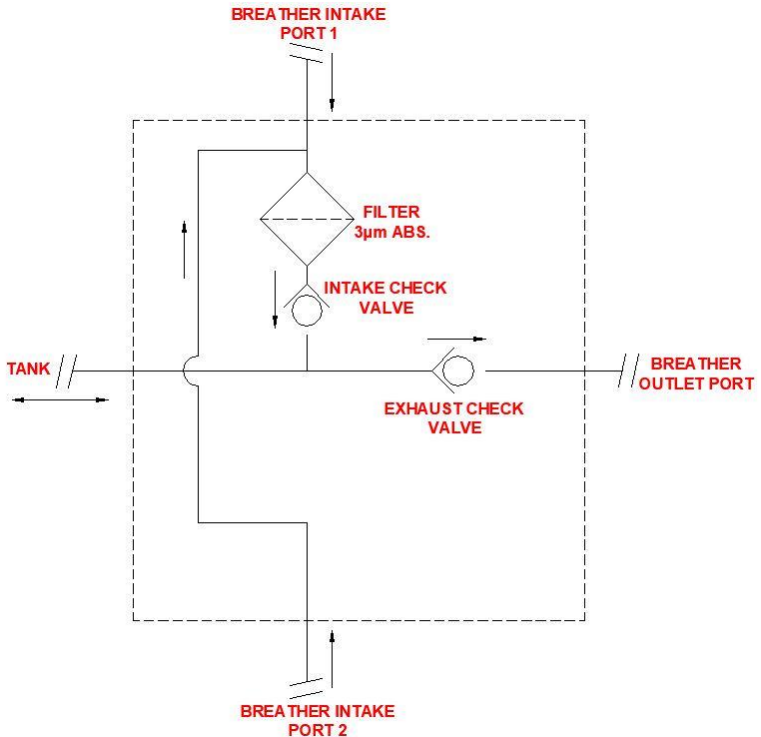 BREATHER INTAKE
PORT 1
FILTER
3µm ABS.
INTAKE CHECK
VALVE
TANK
BREATHER
OUTLET PORT
EXHAUST CHECK
VALVE
BREATHER INTAKE
PORT 2